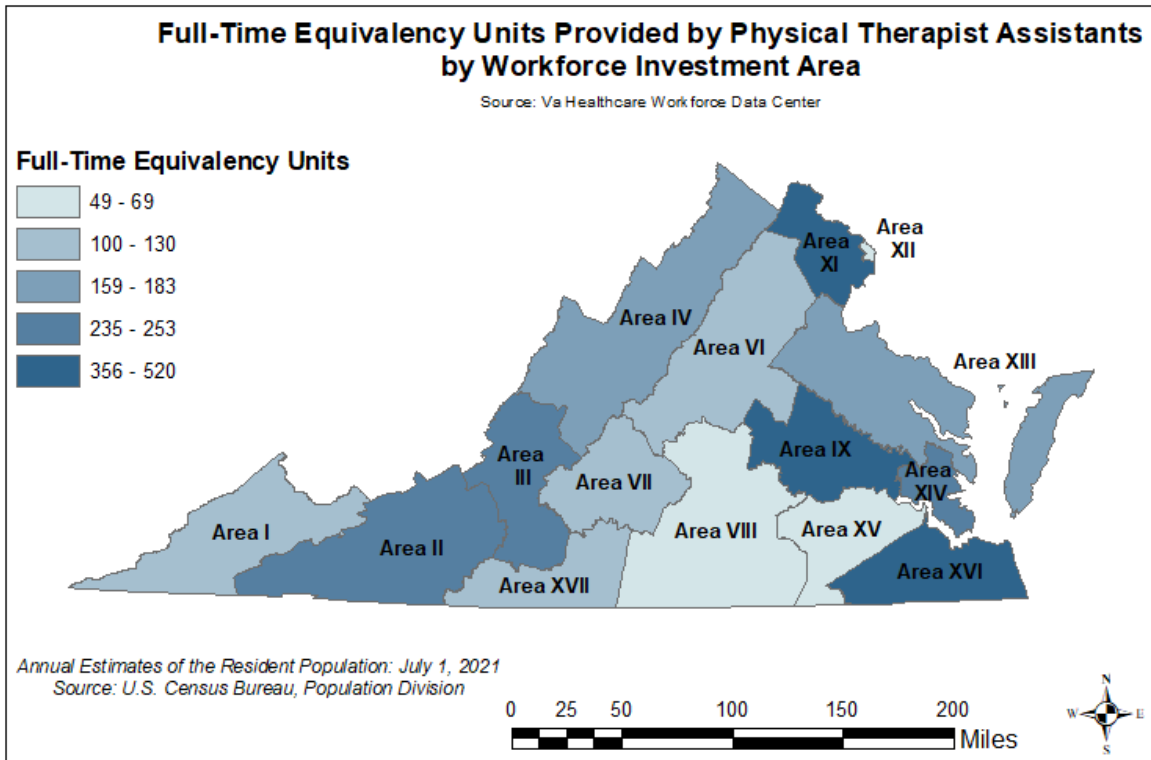 Full-Time Equivalency Units Provided by Physical Therapist Assistants
by Workforce Investment Area
Source: Va Healthcare Workforce Data Center
Full-Time Equivalency Units
49 - 69
100 - 130
159 - 183
235 - 253
356 - 520
Area
XII
Area
XI
Area IV
Area VI
Area XIII
Area
III
Area IX
Area VII
Area
XIV
Area I
Area II
Area VIII
Area XV
Area XVII
Area XVI
Annual Estimates of the Resident Population: July 1, 2021
Source: U.S. Census Bureau, Population Division
0 25 50 100 150 200
Miles
N
W E
S